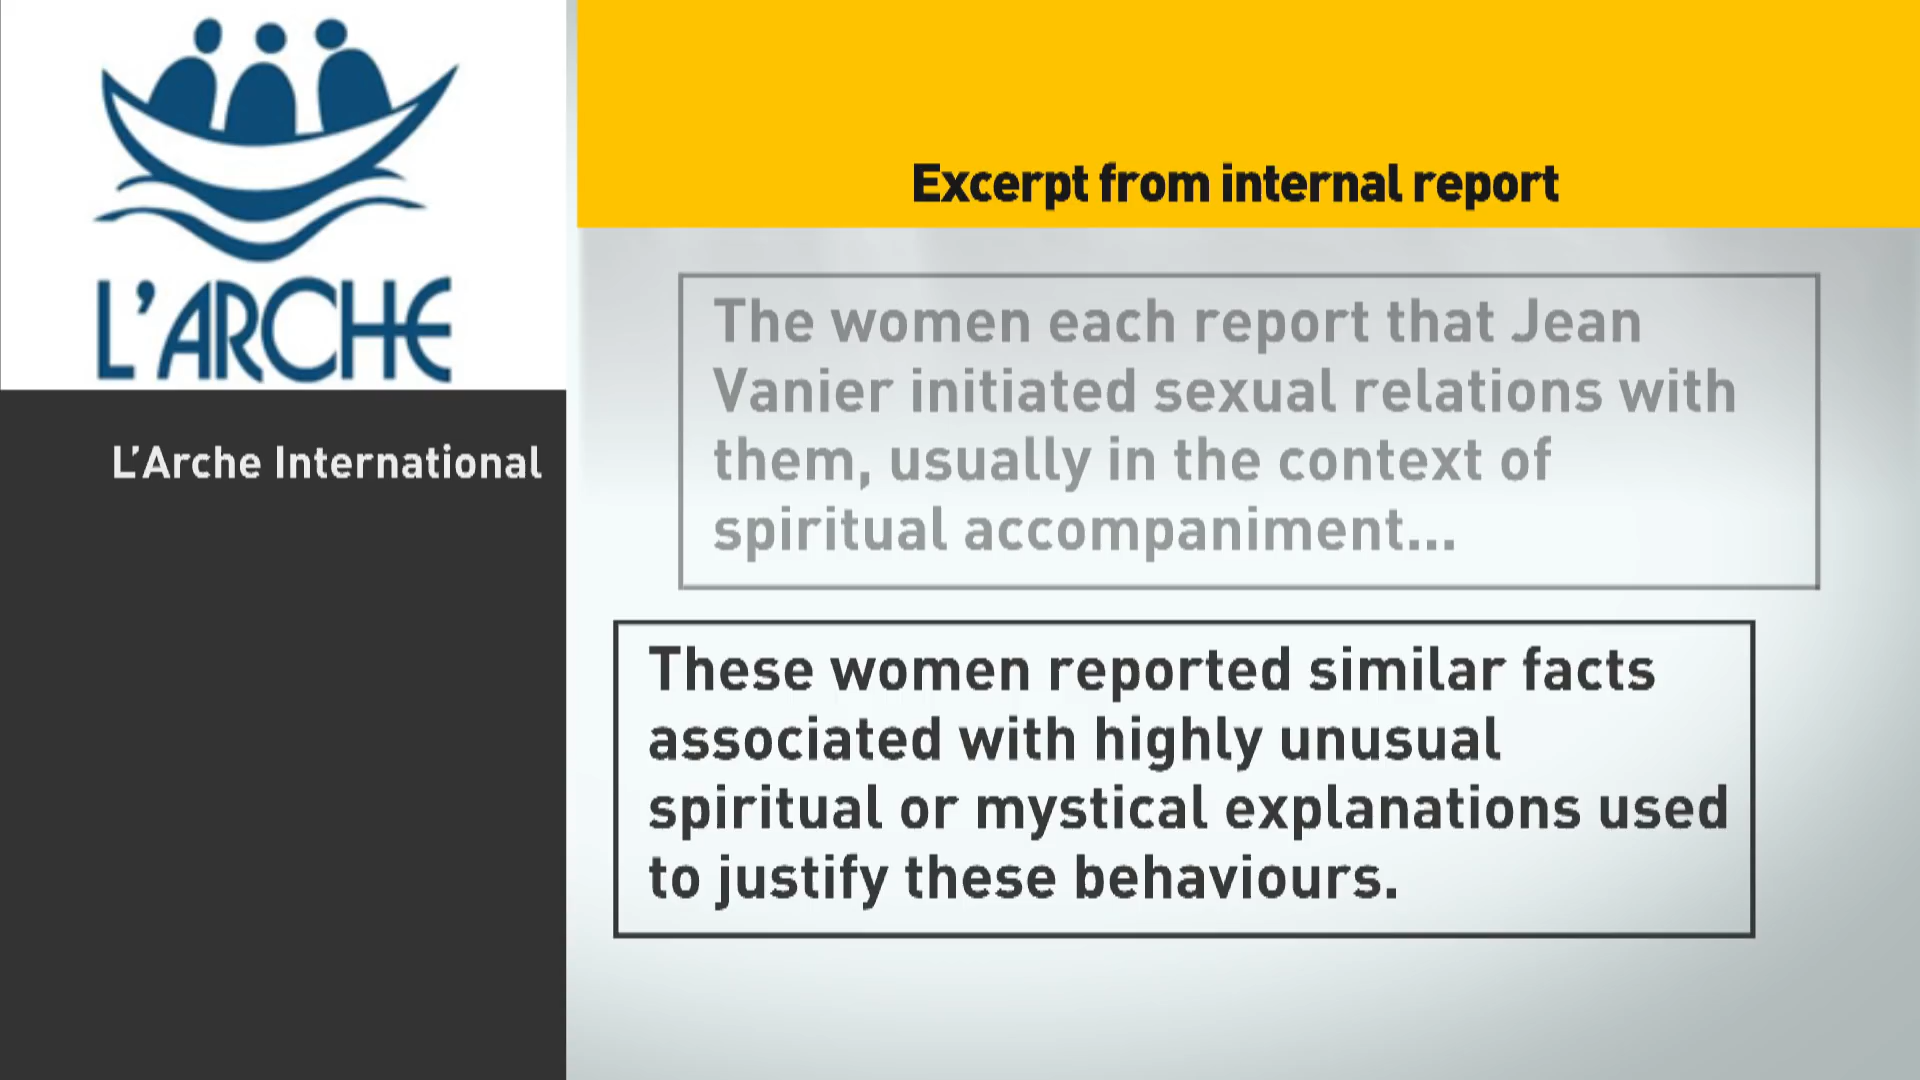 L'ARCHE
L'Arche International
Excerpt from internal report
The women each report that Jean
Vanier initiated sexual relations with
them, usually in the context of
spiritual accompaniment...
These women reported similar facts
associated with highly unusual
spiritual or mystical explanations used
to justify these behaviours.